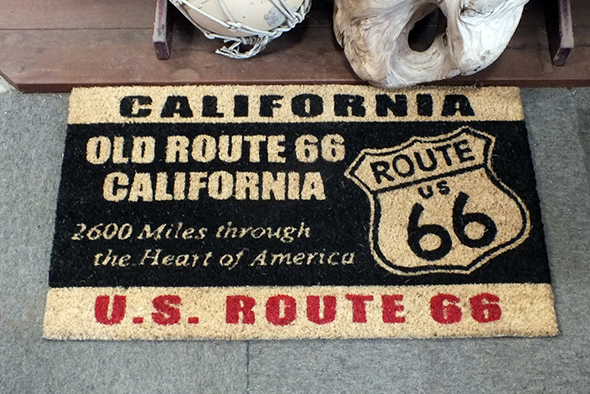 CALIFORNIA
OLD ROUTE 66
CALIFORNIA
2600 Miles through
the Heart of America
ROUTE
US
66
U.S. ROUTE 66